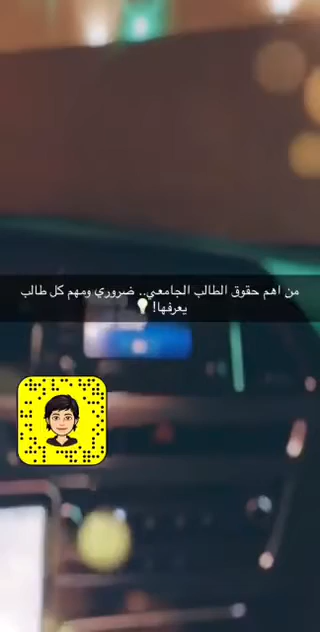 من اهم حقوق الطالب الجامعي.. ضروري ومهم كل طالب
يعرفها!💡